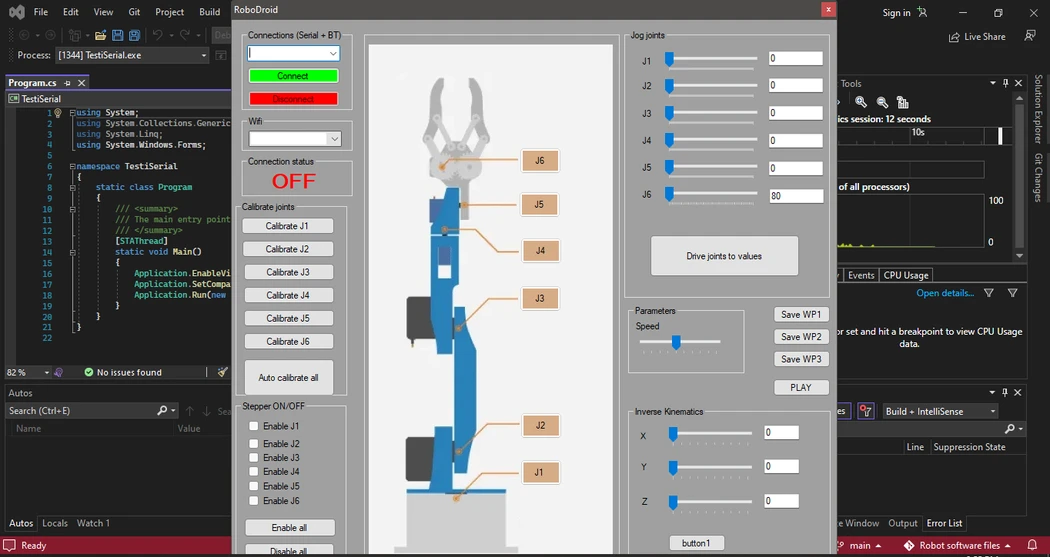 File Edit View Git Project Build
Sign in
Live Share
Process: [1344] TestiSerial.exe
Program.cs
TestiSerial
1 using System;
2 using System.Collections.Generic
3 using System.Linq;
4 using System.Windows.Forms;
5
6 namespace TestiSerial
7 {
8 static class Program
9 {
10 /// <summary>
11 /// The main entry point
12 /// </summary>
13 [STAThread]
14 static void Main()
15 {
16 Application.EnableVi
17 Application.SetCompa
18 Application.Run(new
19 }
20 }
21 }
22
82 %
No issues found
Autos
Search (Ctrl+E)
Name Value
Autos Locals Watch 1
Ready
RoboDroid
x
Connections (Serial + BT)
Connect
Disconnect
Wifi
Connection status
OFF
Calibrate joints
Calibrate J1
Calibrate J2
Calibrate J3
Calibrate J4
Calibrate J5
Calibrate J6
Auto calibrate all
Stepper ON/OFF
Enable J1
Enable J2
Enable J3
Enable J4
Enable J5
Enable J6
Enable all
Disable all
J6
J5
J4
J3
J2
J1
Jog joints
J1 0
J2 0
J3 0
J4 0
J5 0
J6 80
Drive joints to values
Parameters
Speed
Save WP1
Save WP2
Save WP3
PLAY
Inverse Kinematics
X 0
Y 0
Z 0
button1
Tools
ics session: 12 seconds
10s
of all processors)
100
0
Events CPU Usage
Open details...
or set and hit a breakpoint to view CPU Usage
data.
Build + IntelliSense
Line Suppression State
Window Output Error List
main Robot software files
Solution Explorer
Git Changes